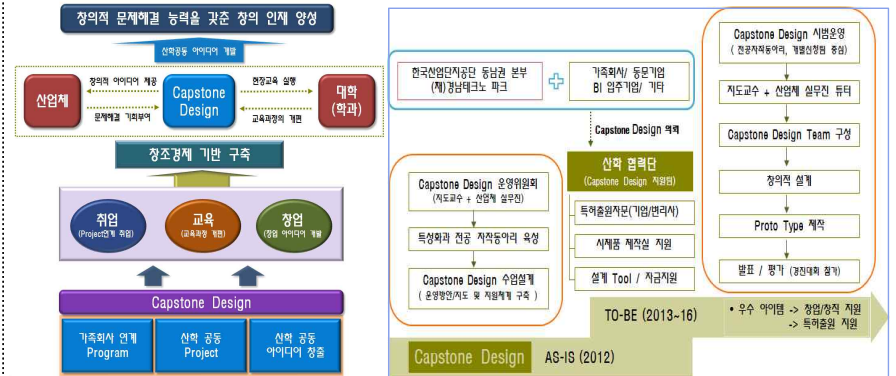 창의적 문제해결 능력을 갖춘 창의 인재 양성
산학공동 아이디어 개발
산업체
창의적 아이디어 제공
문제해결 기회부여
Capstone
Design
현장교육 실행
교육과정의 개편
대학
(학과)
창조경제 기반 구축
취업
(Project연계 취업)
교육
(교육과정 개편)
창업
(창업 아이디어 개발)
Capstone Design
가족회사 연계
Program
산학 공동
Project
산학 공동
아이디어 창출
한국산업단지공단 동남권 본부
(재)경남테크노 파크
가족회사/ 동문기업
BI 입주기업/ 기타
Capstone Design 의뢰
Capstone Design 운영위원회
(지도교수 + 산업체 실무진)
특성화과 전공 자작동아리 육성
Capstone Design 수업설계
( 운영방안/지도 및 지원체계 구축 )
산학 협력단
(Capstone Design 지원팀)
특허출원자문(기업/변리사)
시제품 제작실 지원
설계 Tool / 자금지원
Capstone Design 시범운영
( 전공자작동아리, 개별신청팀 중심)
지도교수 + 산업체 실무진 튜터
Capstone Design Team 구성
창의적 설계
Proto Type 제작
발표 / 평가 (경진대회 참가)
TO-BE (2013~16)
• 우수 아이템 -> 창업/창직 지원
-> 특허출원 지원
Capstone Design AS-IS (2012)